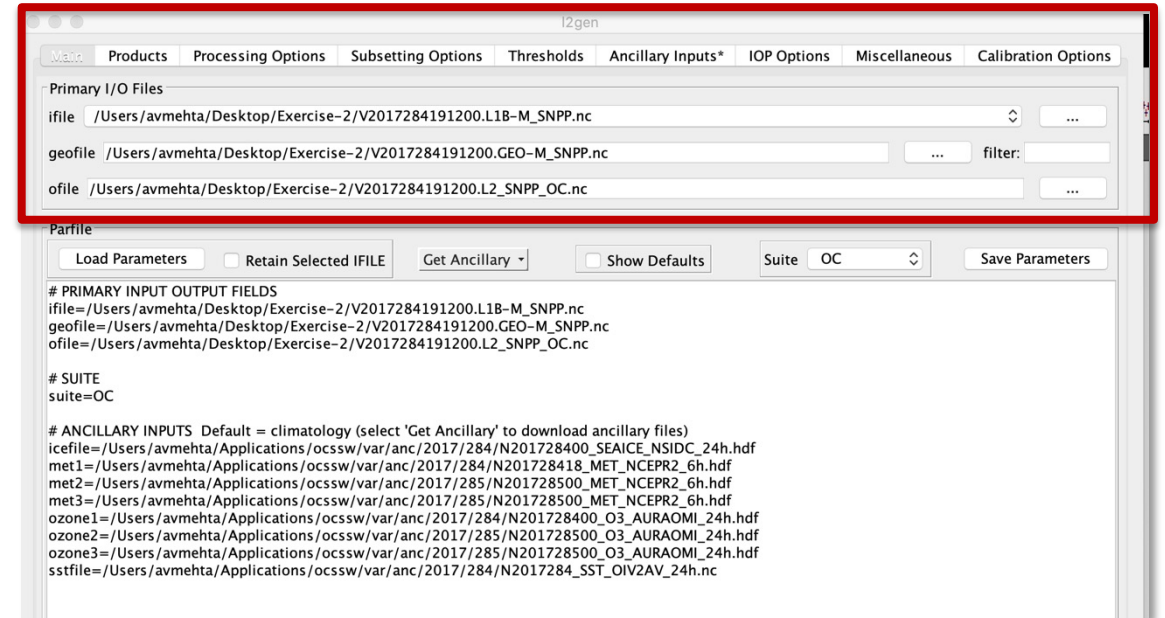 l2gen
Main Products Processing Options Subsetting Options Thresholds Ancillary Inputs* IOP Options Miscellaneous Calibration Options
Primary I/O Files
ifile /Users/avmehta/Desktop/Exercise-2/V2017284191200.L1B-M_SNPP.nc ...
geofile /Users/avmehta/Desktop/Exercise-2/V2017284191200.GEO-M_SNPP.nc ... filter:
ofile /Users/avmehta/Desktop/Exercise-2/V2017284191200.L2_SNPP_OC.nc ...
Parfile
Load Parameters Retain Selected IFILE Get Ancillary Show Defaults Suite OC Save Parameters
# PRIMARY INPUT OUTPUT FIELDS
ifile=/Users/avmehta/Desktop/Exercise-2/V2017284191200.L1B-M_SNPP.nc
geofile=/Users/avmehta/Desktop/Exercise-2/V2017284191200.GEO-M_SNPP.nc
ofile=/Users/avmehta/Desktop/Exercise-2/V2017284191200.L2_SNPP_OC.nc
# SUITE
suite=OC
# ANCILLARY INPUTS Default = climatology (select 'Get Ancillary' to download ancillary files)
icefile=/Users/avmehta/Applications/ocssw/var/anc/2017/284/N201728400_SEAICE_NSIDC_24h.hdf
met1=/Users/avmehta/Applications/ocssw/var/anc/2017/284/N201728418_MET_NCEPR2_6h.hdf
met2=/Users/avmehta/Applications/ocssw/var/anc/2017/285/N201728500_MET_NCEPR2_6h.hdf
met3=/Users/avmehta/Applications/ocssw/var/anc/2017/285/N201728500_MET_NCEPR2_6h.hdf
ozone1=/Users/avmehta/Applications/ocssw/var/anc/2017/284/N201728400_O3_AURAOMI_24h.hdf
ozone2=/Users/avmehta/Applications/ocssw/var/anc/2017/285/N201728500_O3_AURAOMI_24h.hdf
ozone3=/Users/avmehta/Applications/ocssw/var/anc/2017/285/N201728500_O3_AURAOMI_24h.hdf
sstfile=/Users/avmehta/Applications/ocssw/var/anc/2017/284/N2017284_SST_OIV2AV_24h.nc